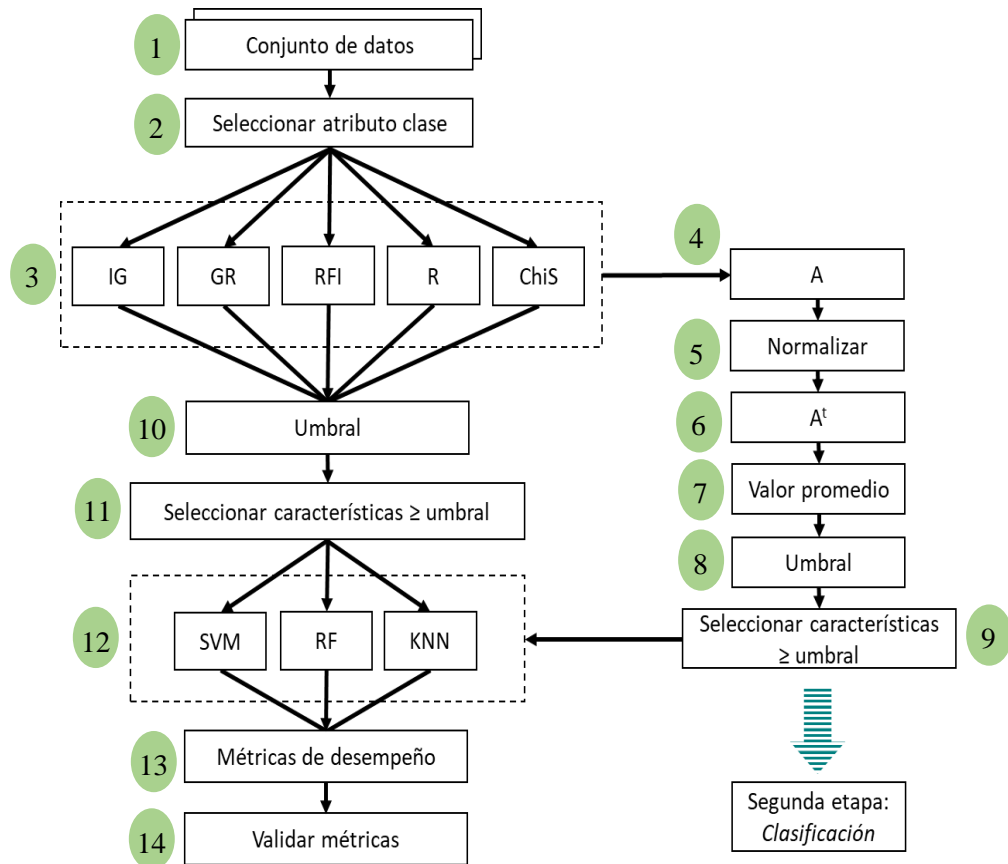 1
Conjunto de datos
2
Seleccionar atributo clase
3
IG
GR
RFI
R
ChiS
4
A
5
Normalizar
6
Aᵗ
7
Valor promedio
8
Umbral
9
Seleccionar características
≥ umbral
10
Umbral
11
Seleccionar características ≥ umbral
12
SVM
RF
KNN
13
Métricas de desempeño
14
Validar métricas
Segunda etapa:
Clasificación